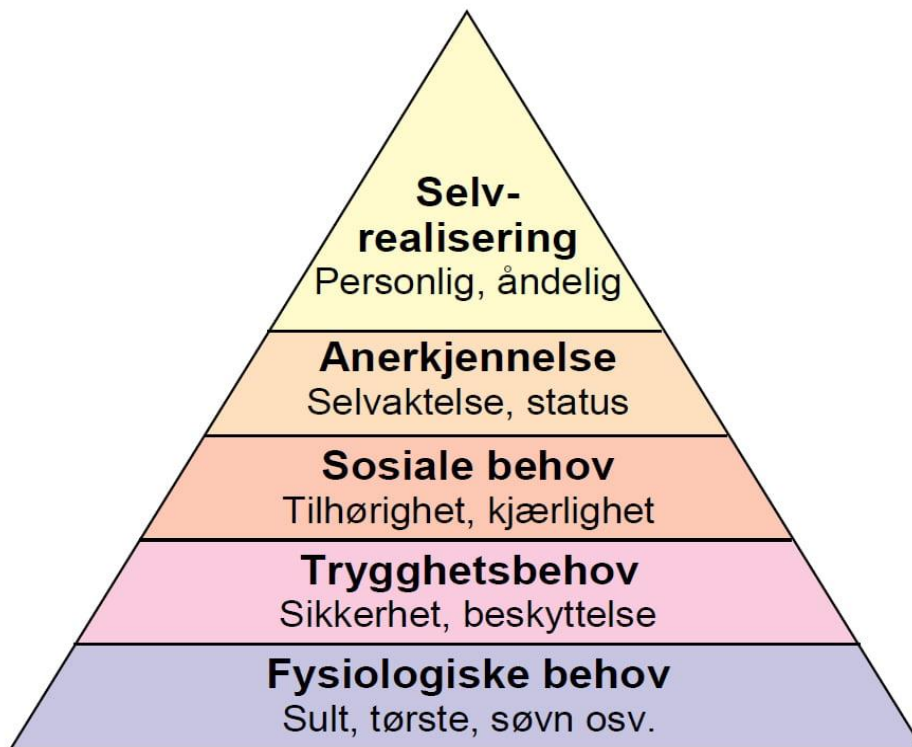 Selv-
realisering
Personlig, åndelig
Anerkjennelse
Selvaktelse, status
Sosiale behov
Tilhørighet, kjærlighet
Trygghetsbehov
Sikkerhet, beskyttelse
Fysiologiske behov
Sult, tørste, søvn osv.